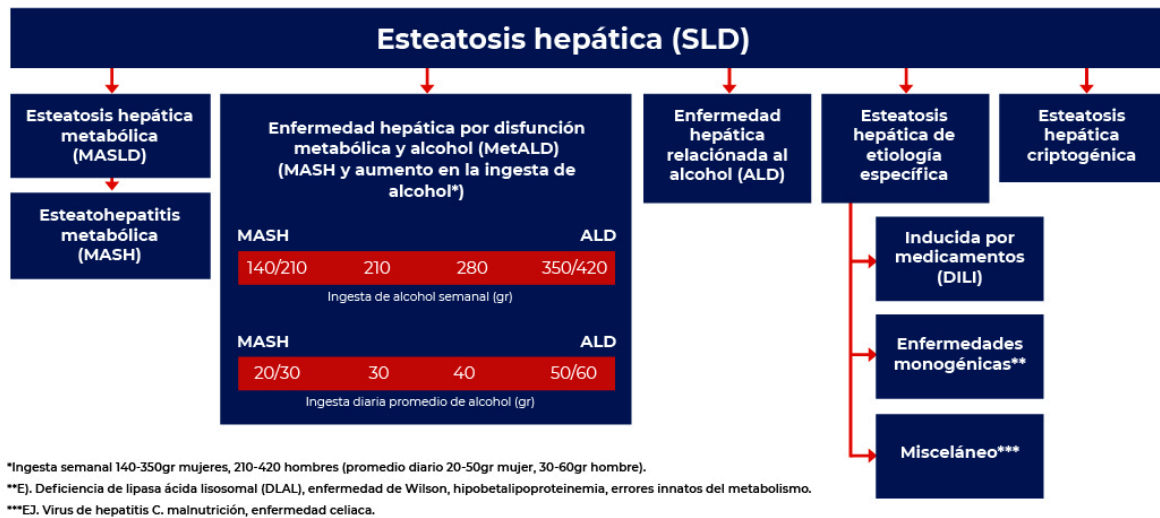 Esteatosis hepática (SLD)
Esteatosis hepática
metabólica
(MASLD)
Esteatohepatitis
metabólica
(MASH)
Enfermedad hepática por disfunción
metabólica y alcohol (MetALD)
(MASH y aumento en la ingesta de
alcohol*)
MASH ALD
140/210 210 280 350/420
Ingesta de alcohol semanal (gr)
MASH ALD
20/30 30 40 50/60
Ingesta diaria promedio de alcohol (gr)
Enfermedad
hepática
relaciónada al
alcohol (ALD)
Esteatosis
hepática de
etiología
específica
Inducida por
medicamentos
(DILI)
Enfermedades
monogénicas**
Misceláneo***
Esteatosis
hepática
criptogénica
*Ingesta semanal 140-350gr mujeres, 210-420 hombres (promedio diario 20-50gr mujer, 30-60gr hombre).
**E). Deficiencia de lipasa ácida lisosomal (DLAL), enfermedad de Wilson, hipobetalipoproteinemia, errores innatos del metabolismo.
***EJ. Virus de hepatitis C. malnutrición, enfermedad celiaca.